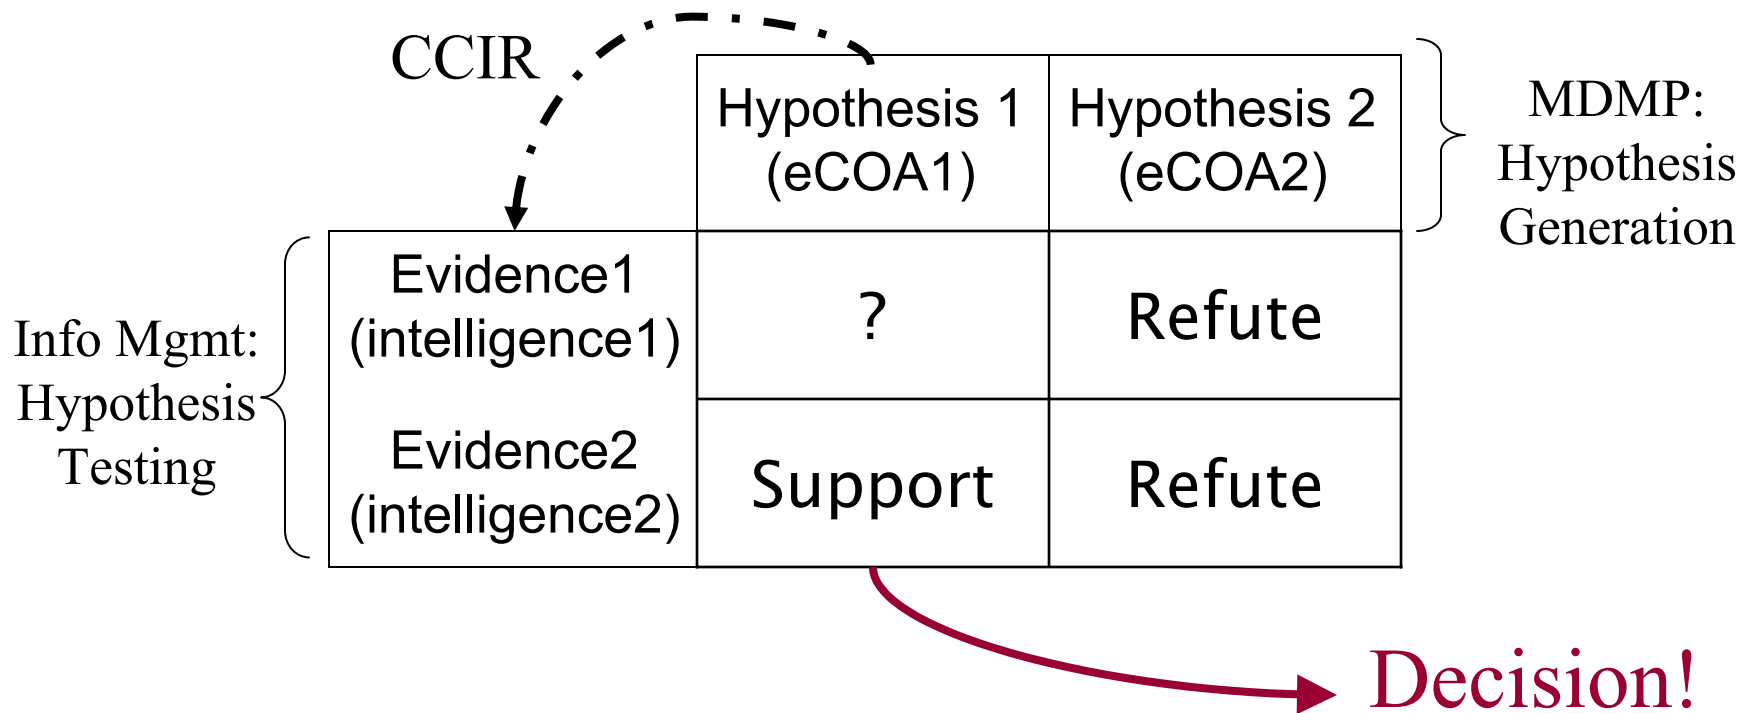 CCIR
Hypothesis 1
(eCOA1)
Hypothesis 2
(eCOA2)
MDMP:
Hypothesis
Generation
Info Mgmt:
Hypothesis
Testing
Evidence1
(intelligence1)
?
Refute
Evidence2
(intelligence2)
Support
Refute
Decision!